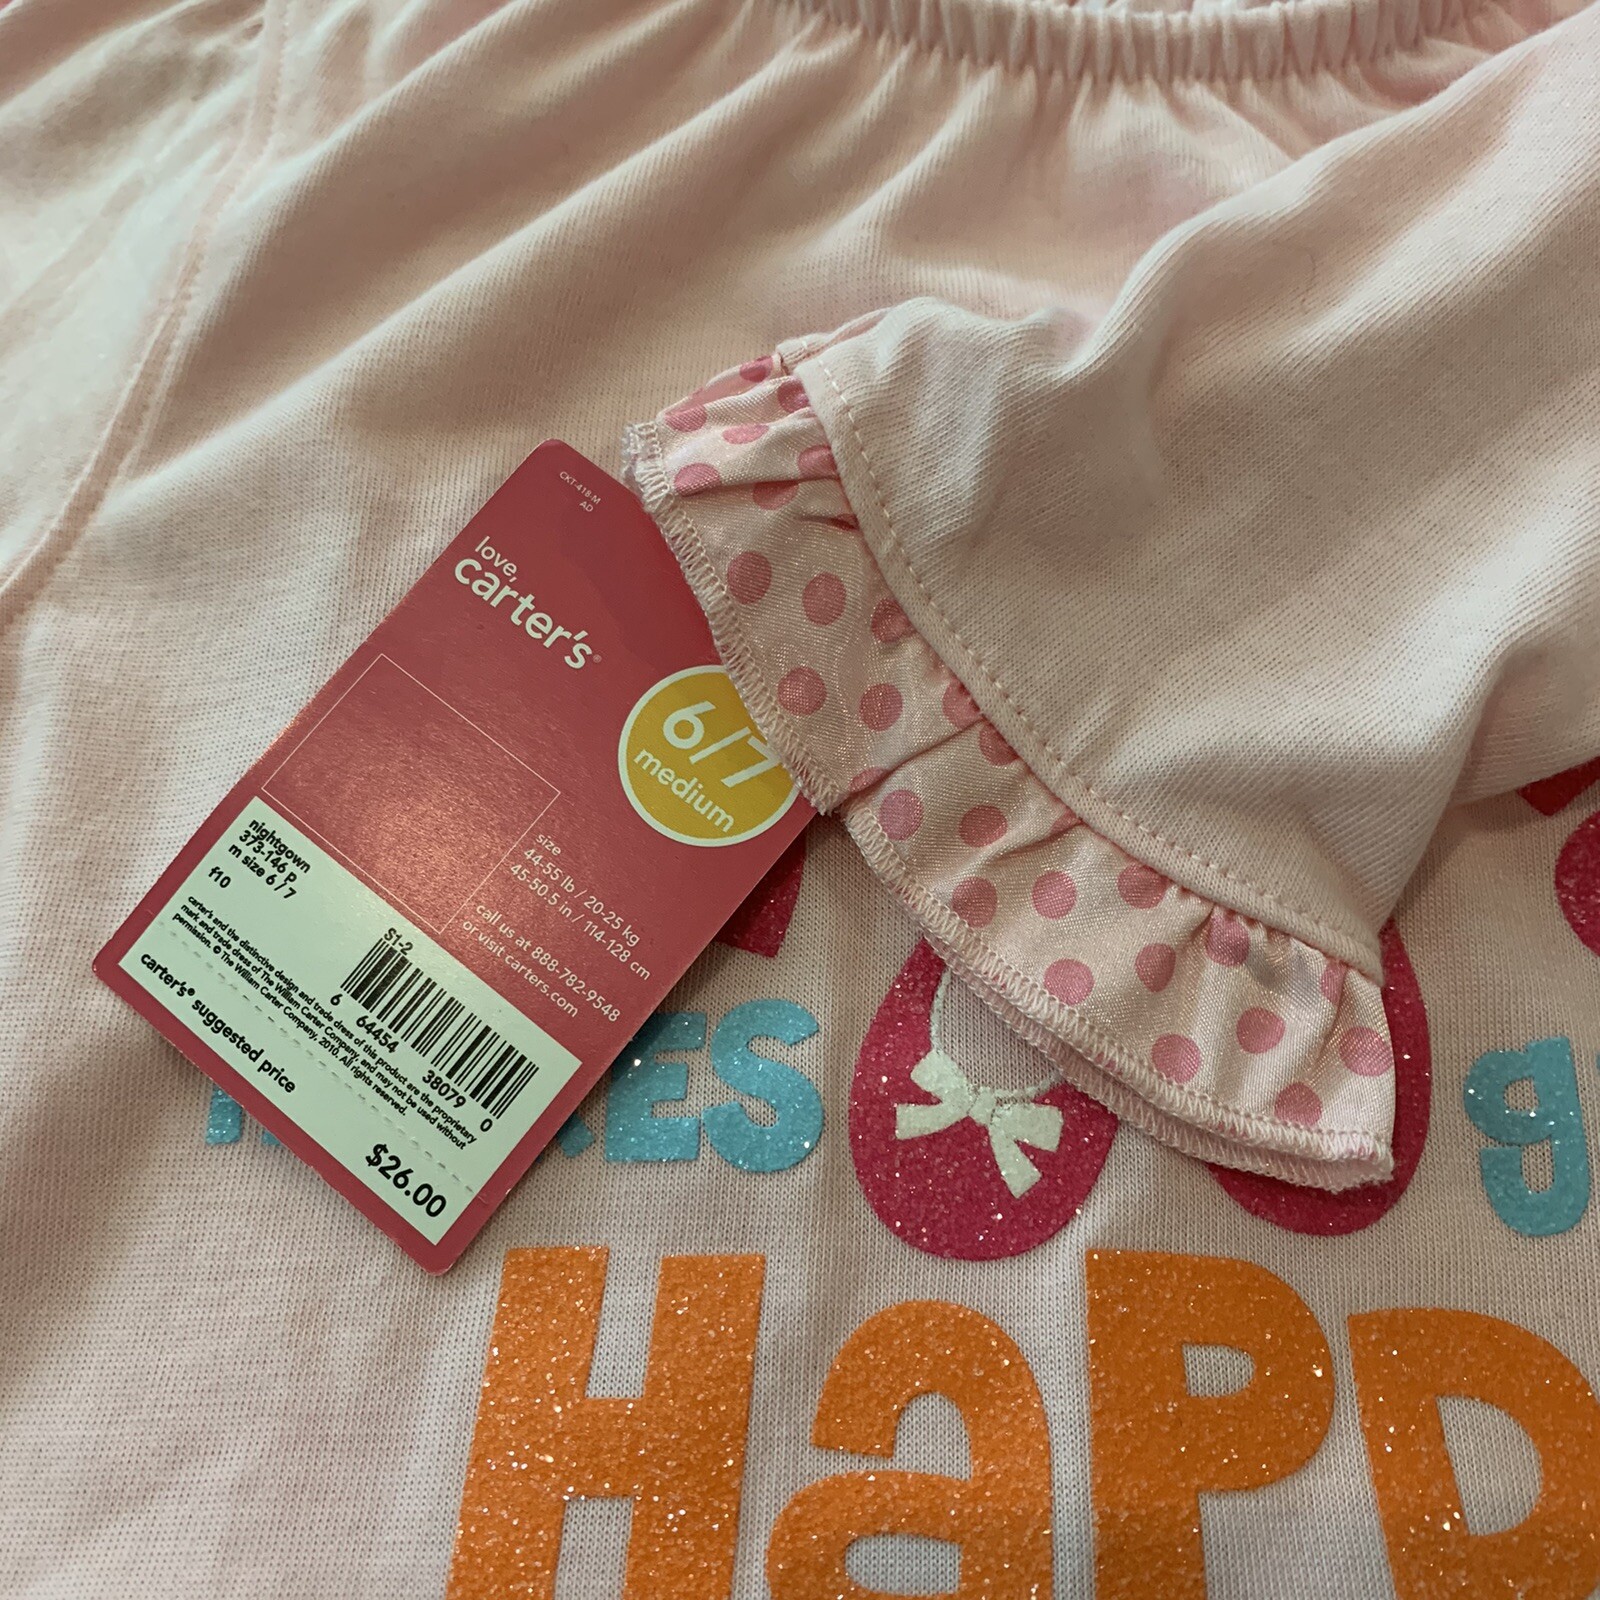 CKT-418-M
AD
love,
carter's®
6/7
medium
size
44-55 lb / 20-25 kg
45-50.5 in / 114-128 cm
call us at 888-782-9548
or visit carters.com
nightgown
373-146 p
m size 6 / 7
f10
S1-2
6 64454 38079 0
carter's and the distinctive design and trade dress of this product are the proprietary
mark and trade dress of The William Carter Company, and may not be used without
permission. © The William Carter Company, 2010. All rights reserved.
carter's® suggested price
$26.00
HaPP